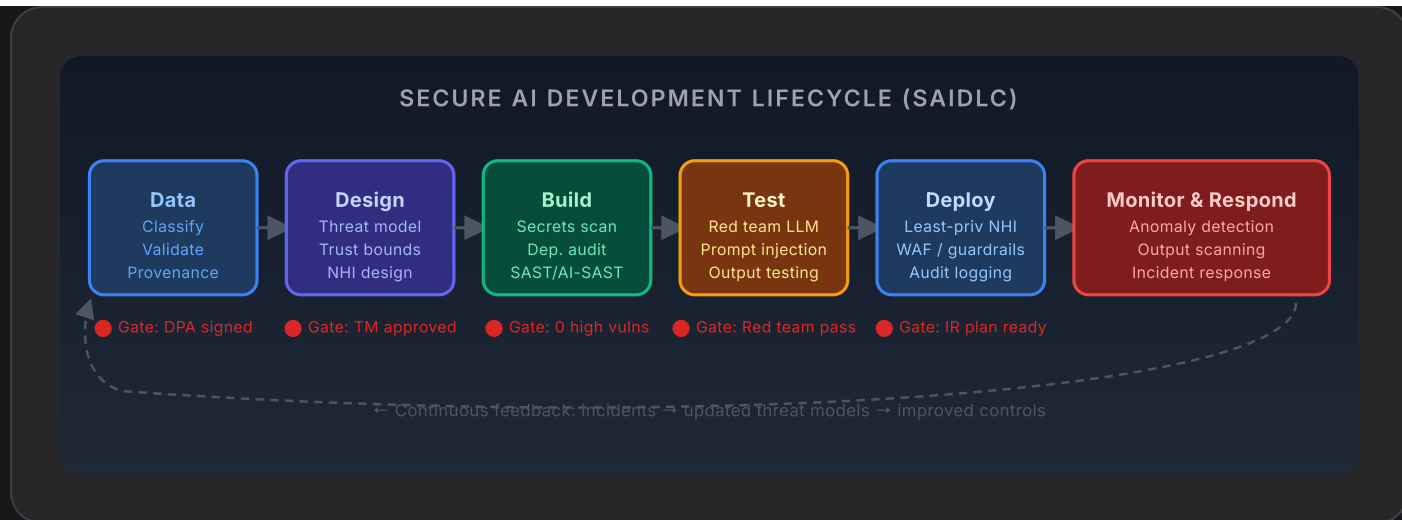 SECURE AI DEVELOPMENT LIFECYCLE (SAIDLC)
Data
Classify
Validate
Provenance
Design
Threat model
Trust bounds
NHI design
Build
Secrets scan
Dep. audit
SAST/AI-SAST
Test
Red team LLM
Prompt injection
Output testing
Deploy
Least-priv NHI
WAF / guardrails
Audit logging
Monitor & Respond
Anomaly detection
Output scanning
Incident response
Gate: DPA signed
Gate: TM approved
Gate: 0 high vulns
Gate: Red team pass
Gate: IR plan ready
← Continuous feedback: incidents → updated threat models → improved controls